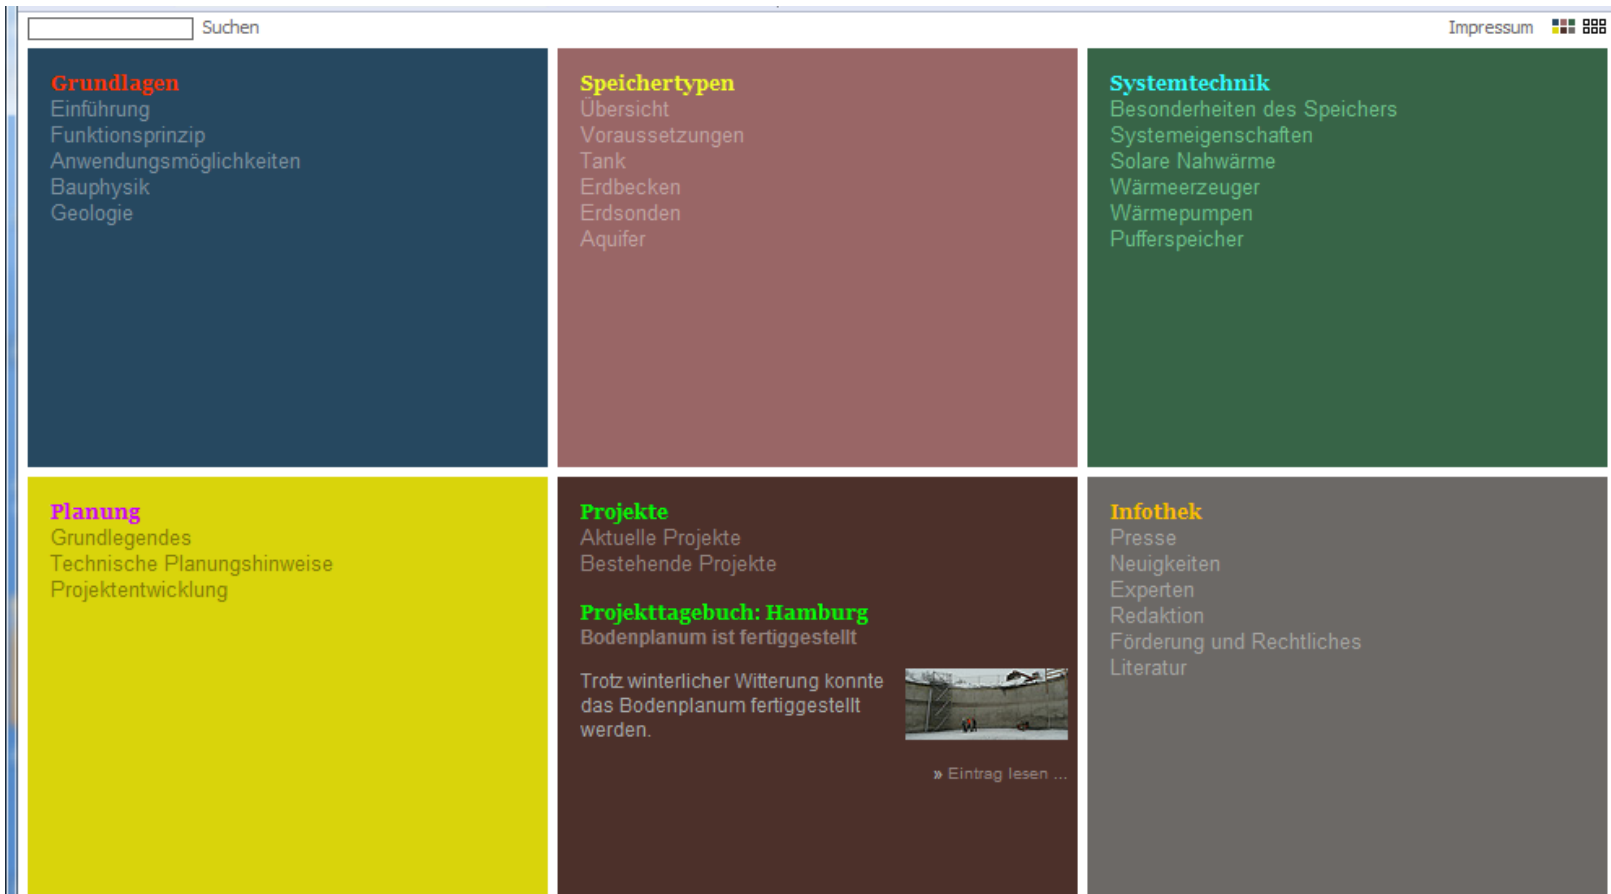 Suchen
Impressum
Grundlagen
Einführung
Funktionsprinzip
Anwendungsmöglichkeiten
Bauphysik
Geologie
Speichertypen
Übersicht
Voraussetzungen
Tank
Erdbecken
Erdsonden
Aquifer
Systemtechnik
Besonderheiten des Speichers
Systemeigenschaften
Solare Nahwärme
Wärmeerzeuger
Wärmepumpen
Pufferspeicher
Planung
Grundlegendes
Technische Planungshinweise
Projektentwicklung
Projekte
Aktuelle Projekte
Bestehende Projekte
Projekttagebuch: Hamburg
Bodenplanum ist fertiggestellt
Trotz winterlicher Witterung konnte
das Bodenplanum fertiggestellt
werden.
» Eintrag lesen ...
Infothek
Presse
Neuigkeiten
Experten
Redaktion
Förderung und Rechtliches
Literatur